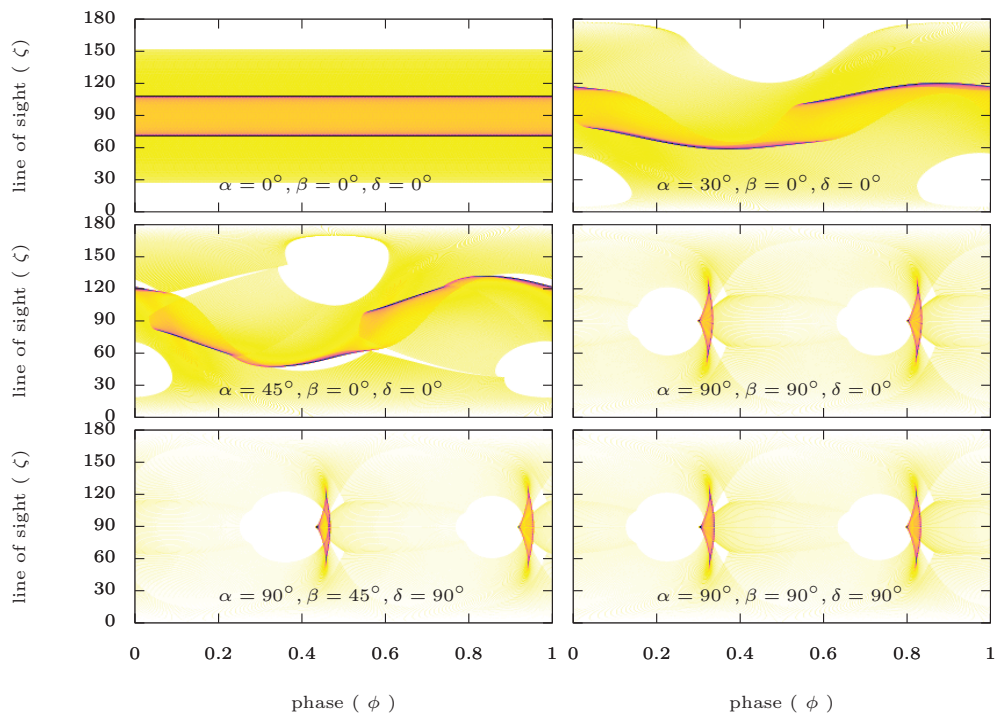 180
150
120
90
60
30
0
line of sight ( ζ)
α = 0°, β = 0°, δ = 0°
α = 30°, β = 0°, δ = 0°
180
150
120
90
60
30
0
line of sight ( ζ)
α = 45°, β = 0°, δ = 0°
α = 90°, β = 90°, δ = 0°
180
150
120
90
60
30
0
line of sight ( ζ)
α = 90°, β = 45°, δ = 90°
α = 90°, β = 90°, δ = 90°
0 0.2 0.4 0.6 0.8 1
0 0.2 0.4 0.6 0.8 1
phase ( ϕ )
phase ( ϕ )